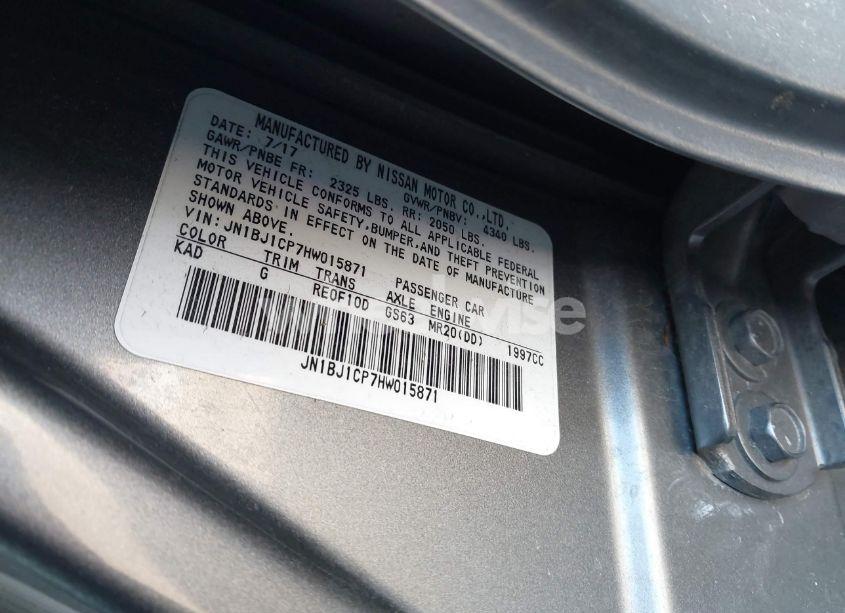 MANUFACTURED BY NISSAN MOTOR CO.,LTD.
DATE: 7/17 GVWR/PNBV: 4340 LBS.
GAWR/PNBE FR: 2325 LBS. RR: 2050 LBS.
THIS VEHICLE CONFORMS TO ALL APPLICABLE FEDERAL
MOTOR VEHICLE SAFETY,BUMPER,AND THEFT PREVENTION
STANDARDS IN EFFECT ON THE DATE OF MANUFACTURE
SHOWN ABOVE.
VIN: JN1BJ1CP7HW015871 PASSENGER CAR
COLOR TRIM TRANS AXLE ENGINE
KAD G RE0F10D GS63 MR20(DD) 1997CC
JN1BJ1CP7HW015871